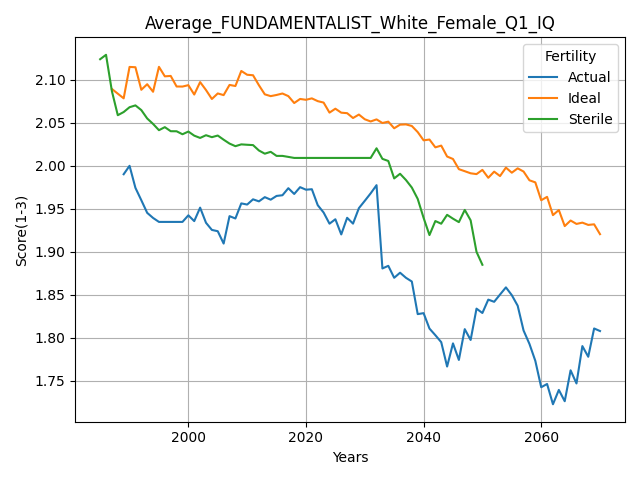 Average_FUNDAMENTALIST_White_Female_Q1_IQ
Fertility
Actual
Ideal
Sterile
Score(1-3)
2.10
2.05
2.00
1.95
1.90
1.85
1.80
1.75
2000 2020 2040 2060
Years